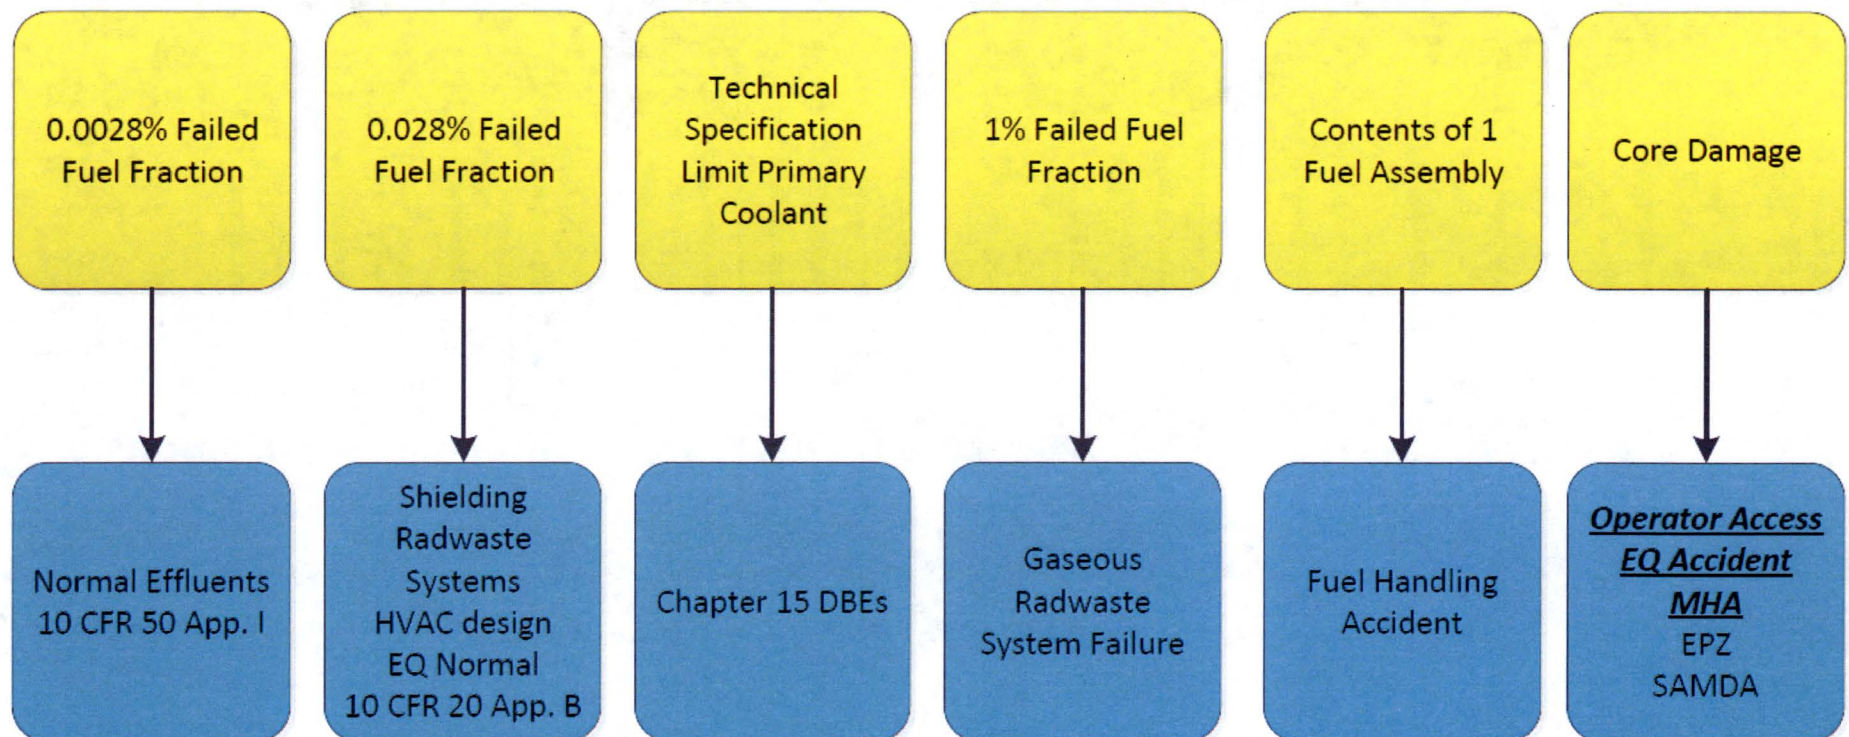 0.0028% Failed
Fuel Fraction
0.028% Failed
Fuel Fraction
Technical
Specification
Limit Primary
Coolant
1% Failed Fuel
Fraction
Contents of 1
Fuel Assembly
Core Damage
Normal Effluents
10 CFR 50 App. I
Shielding
Radwaste
Systems
HVAC design
EQ Normal
10 CFR 20 App. B
Chapter 15 DBEs
Gaseous
Radwaste
System Failure
Fuel Handling
Accident
Operator Access
EQ Accident
MHA
EPZ
SAMDA